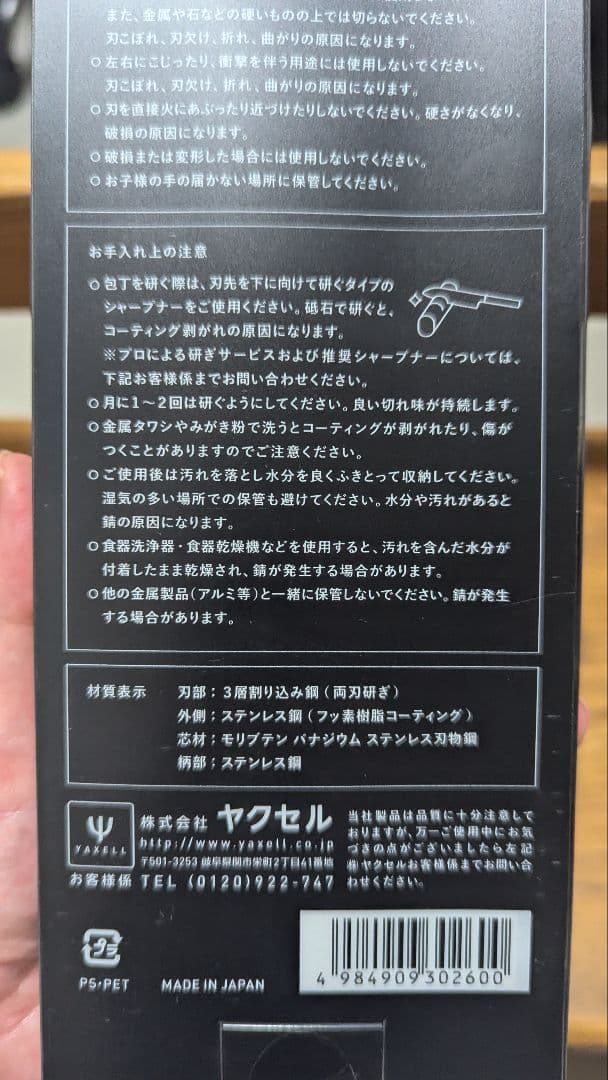 また、金属や石などの硬いものの上では切らないでください。
刃こぼれ、刃欠け、折れ、曲がりの原因になります。
○左右にこじったり、衝撃を伴う用途には使用しないでください。
刃こぼれ、刃欠け、折れ、曲がりの原因になります。
○刃を直接火にあぶったり近づけたりしないでください。硬さがなくなり、
破損の原因になります。
○破損または変形した場合には使用しないでください。
○お子様の手の届かない場所に保管してください。
お手入れ上の注意
○包丁を研ぐ際は、刃先を下に向けて研ぐタイプの
シャープナーをご使用ください。砥石で研ぐと、
コーティング剥がれの原因になります。
※プロによる研ぎサービスおよび推奨シャープナーについては、
下記お客様係までお問い合わせください。
○月に1〜2回は研ぐようにしてください。良い切れ味が持続します。
○金属タワシやみがき粉で洗うとコーティングが剥がれたり、傷が
つくことがありますのでご注意ください。
○ご使用後は汚れを落とし水分を良くふきとって収納してください。
湿気の多い場所での保管も避けてください。水分や汚れがあると
錆の原因になります。
○食器洗浄器・食器乾燥機などを使用すると、汚れを含んだ水分が
付着したまま乾燥され、錆が発生する場合があります。
○他の金属製品(アルミ等)と一緒に保管しないでください。錆が発生
する場合があります。
材質表示 刃部:3層割り込み鋼(両刃研ぎ)
外側:ステンレス鋼(フッ素樹脂コーティング)
芯材:モリブデン バナジウム ステンレス刃物鋼
柄部:ステンレス鋼
YAXELL
株式会社 ヤクセル
http://www.yaxell.co.jp
〒501-3253 岐阜県関市栄町2丁目41番地
お客様係 TEL (0120)922-747
当社製品は品質に十分注意して
おりますが、万一ご使用中にお気
づきの点がございましたら左記
㈱ヤクセルお客様係までお問い合
わせください。
プラ
PS・PET
MADE IN JAPAN
4 984909 302600